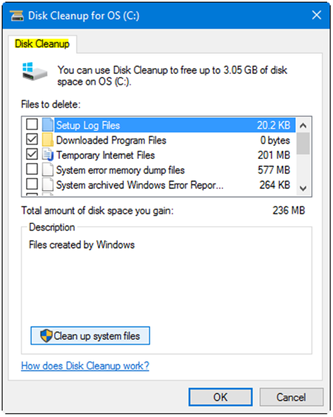 Disk Cleanup for OS (C:)
Disk Cleanup
You can use Disk Cleanup to free up to 3.05 GB of disk
space on OS (C:).
Files to delete:
Setup Log Files 20.2 KB
Downloaded Program Files 0 bytes
Temporary Internet Files 201 MB
System error memory dump files 577 MB
System archived Windows Error Repor... 264 KB
Total amount of disk space you gain: 236 MB
Description
Files created by Windows
Clean up system files
How does Disk Cleanup work?
OK Cancel